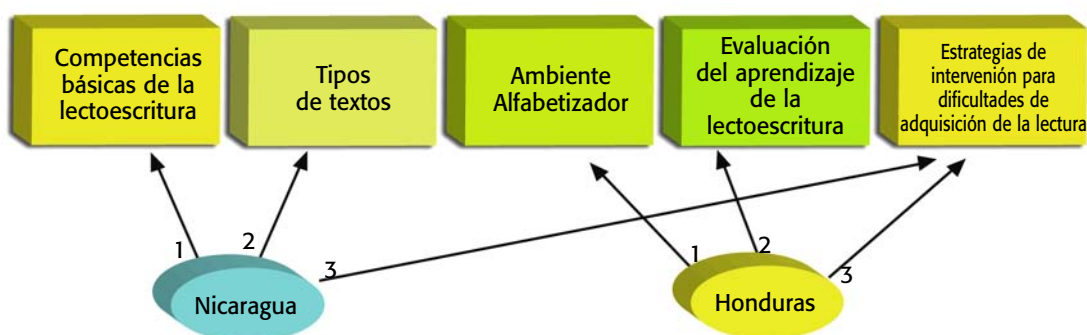 Competencias
básicas de la
lectoescritura
Tipos
de textos
Ambiente
Alfabetizador
Evaluación
del aprendizaje
de la
lectoescritura
Estrategias de
intervenión para
dificultades de
adquisición de la lectura
1
2
3
Nicaragua
1
2
3
Honduras